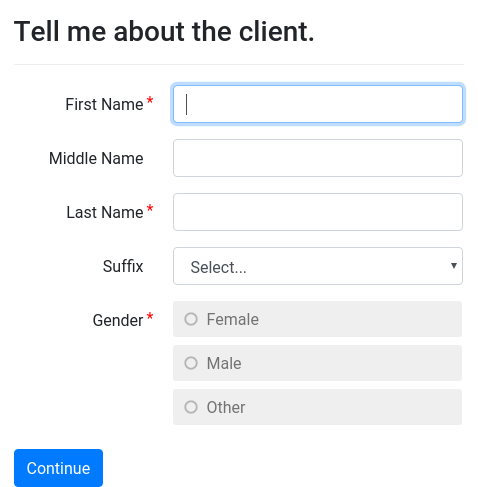 Tell me about the client.
First Name *
Middle Name
Last Name *
Suffix Select...
Gender * Female
Male
Other
Continue